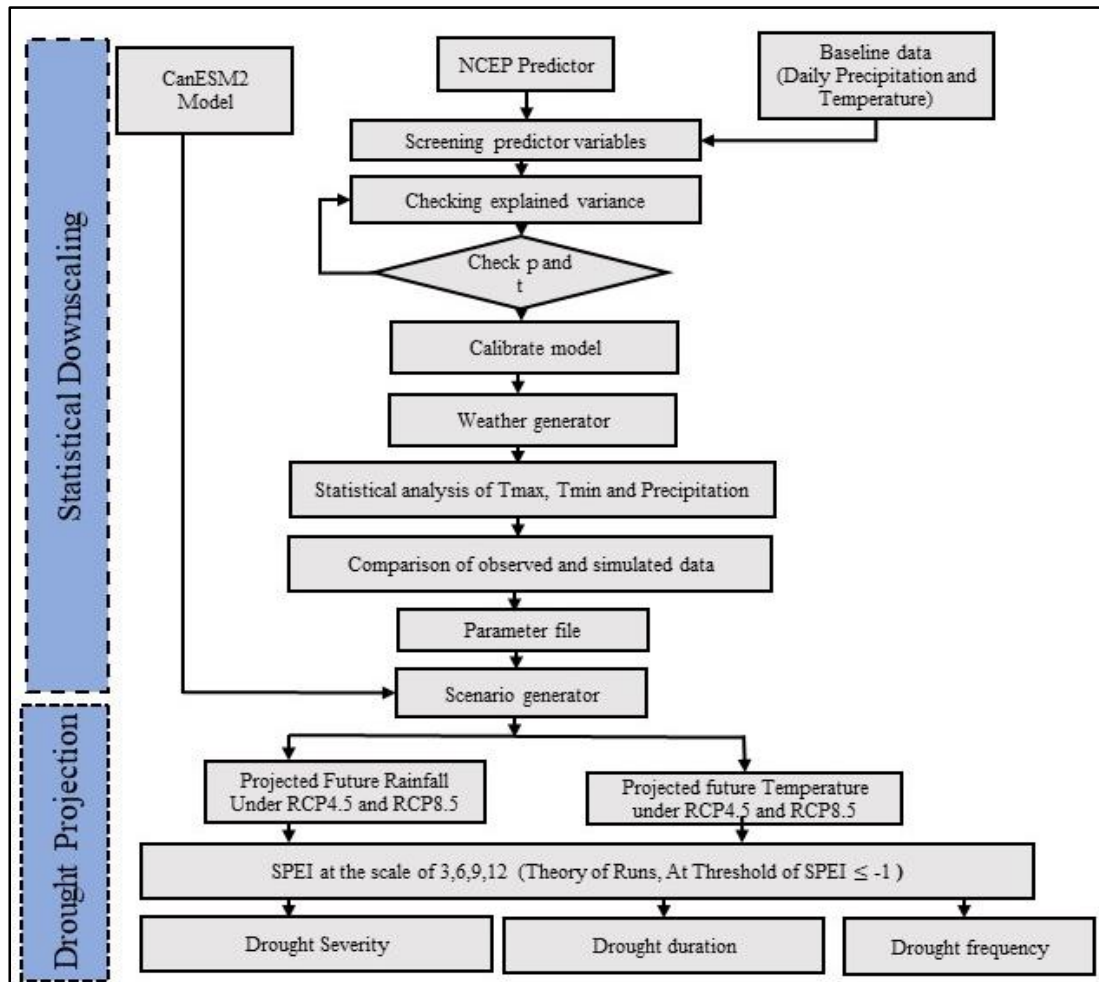 Statistical Downscaling
CanESM2
Model
NCEP Predictor
Baseline data
(Daily Precipitation and
Temperature)
Screening predictor variables
Checking explained variance
Check p and
t
Calibrate model
Weather generator
Statistical analysis of Tmax, Tmin and Precipitation
Comparison of observed and simulated data
Parameter file
Scenario generator
Drought Projection
Projected Future Rainfall
Under RCP4.5 and RCP8.5
Projected future Temperature
under RCP4.5 and RCP8.5
SPEI at the scale of 3,6,9,12 (Theory of Runs, At Threshold of SPEI ≤ -1 )
Drought Severity
Drought duration
Drought frequency